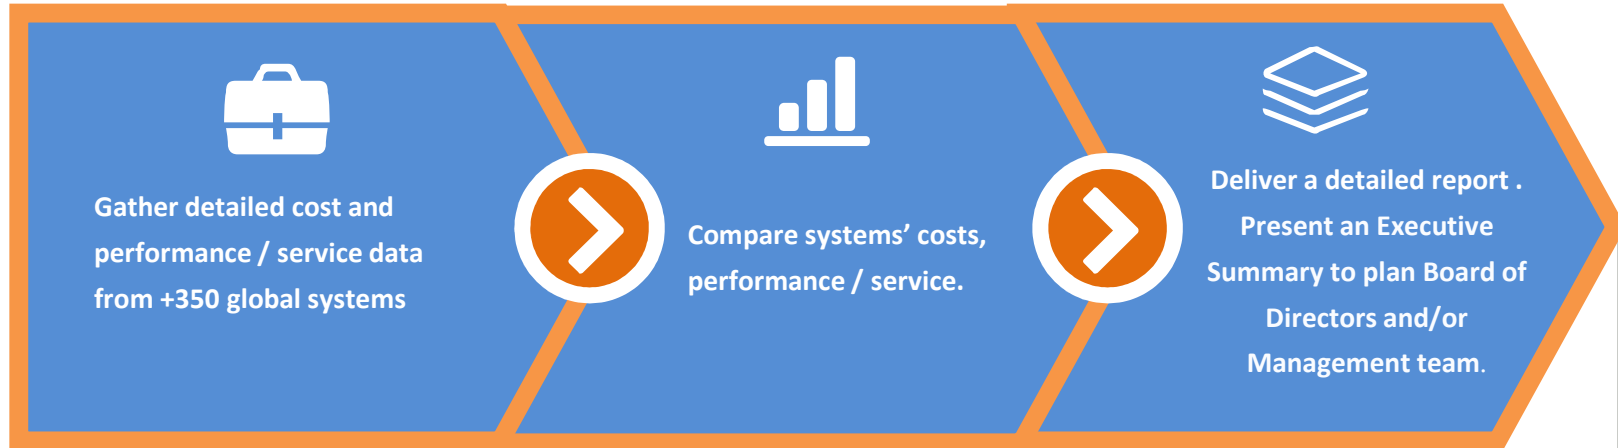 Gather detailed cost and
performance / service data
from +350 global systems
Compare systems’ costs,
performance / service.
Deliver a detailed report .
Present an Executive
Summary to plan Board of
Directors and/or
Management team.